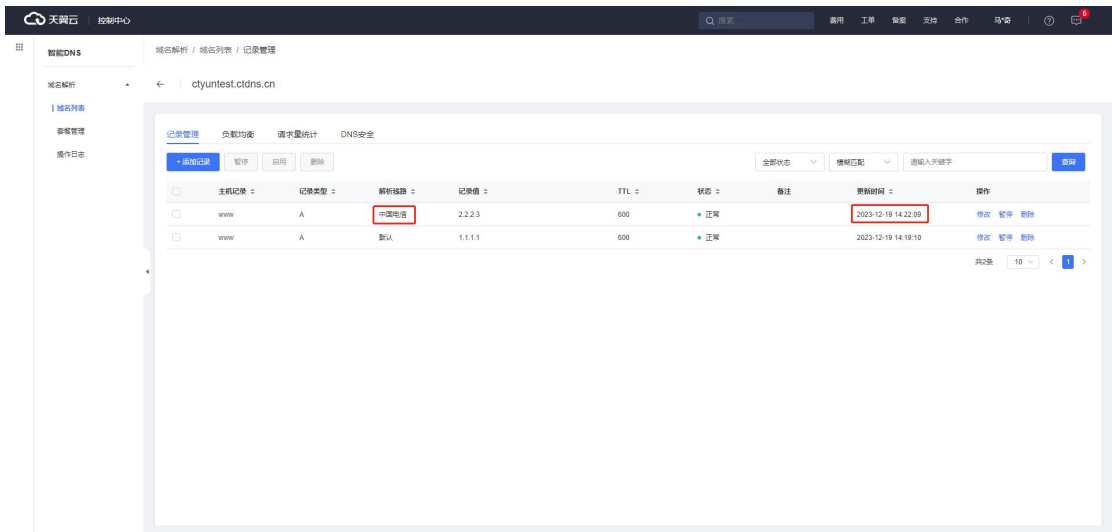 天翼云 控制中心 搜索... 费用 工单 备案 支持 合作 马*奇 6
智能DNS
域名解析 / 域名列表 / 记录管理
域名解析
ctyuntest.ctdns.cn
域名列表
套餐管理
操作日志
记录管理 负载均衡 请求量统计 DNS安全
+ 添加记录 暂停 启用 删除 全部状态 模糊匹配 请输入关键字 查询
主机记录 记录类型 解析线路 记录值 TTL 状态 备注 更新时间 操作
www A 中国电信 2.2.2.3 600 正常 2023-12-19 14:22:09 修改 暂停 删除
www A 默认 1.1.1.1 600 正常 2023-12-19 14:19:10 修改 暂停 删除
共2条 10 1